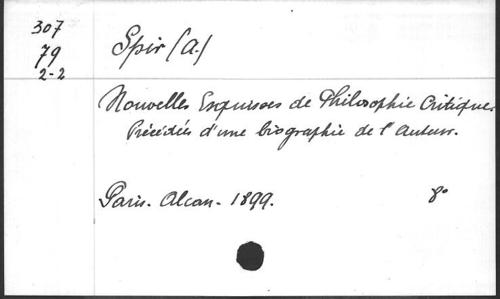 307
79
2-2
Spir (A.)
Nouvelles Esquisses de Philosophie Critique.
Précédées d'une biographie de l'Auteur.
Paris. Alcan. 1899. 8°